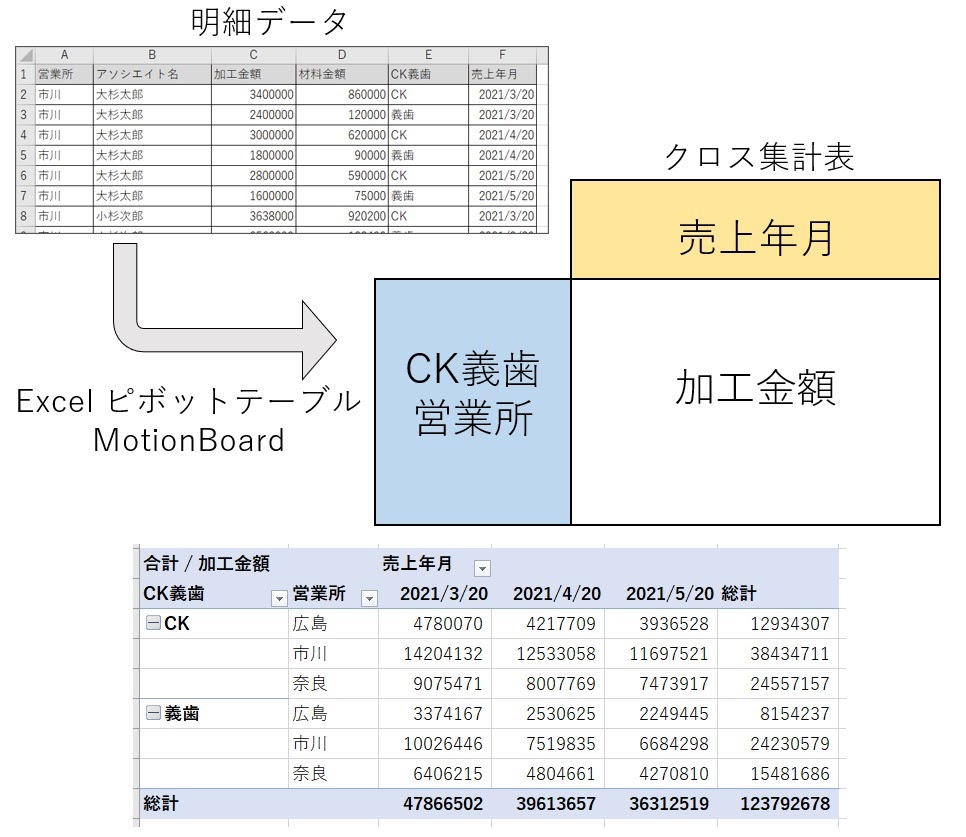 明細データ
A B C D E F
1 営業所 アソシエイト名 加工金額 材料金額 CK義歯 売上年月
2 市川 大杉太郎 3400000 860000 CK 2021/3/20
3 市川 大杉太郎 2400000 120000 義歯 2021/3/20
4 市川 大杉太郎 3000000 620000 CK 2021/4/20
5 市川 大杉太郎 1800000 90000 義歯 2021/4/20
6 市川 大杉太郎 2800000 590000 CK 2021/5/20
7 市川 大杉太郎 1600000 75000 義歯 2021/5/20
8 市川 小杉次郎 3638000 920200 CK 2021/3/20
クロス集計表
売上年月
CK義歯
営業所
加工金額
Excel ピボットテーブル
MotionBoard
合計 / 加工金額 売上年月
CK義歯 営業所 2021/3/20 2021/4/20 2021/5/20 総計
CK 広島 4780070 4217709 3936528 12934307
市川 14204132 12533058 11697521 38434711
奈良 9075471 8007769 7473917 24557157
義歯 広島 3374167 2530625 2249445 8154237
市川 10026446 7519835 6684298 24230579
奈良 6406215 4804661 4270810 15481686
総計 47866502 39613657 36312519 123792678